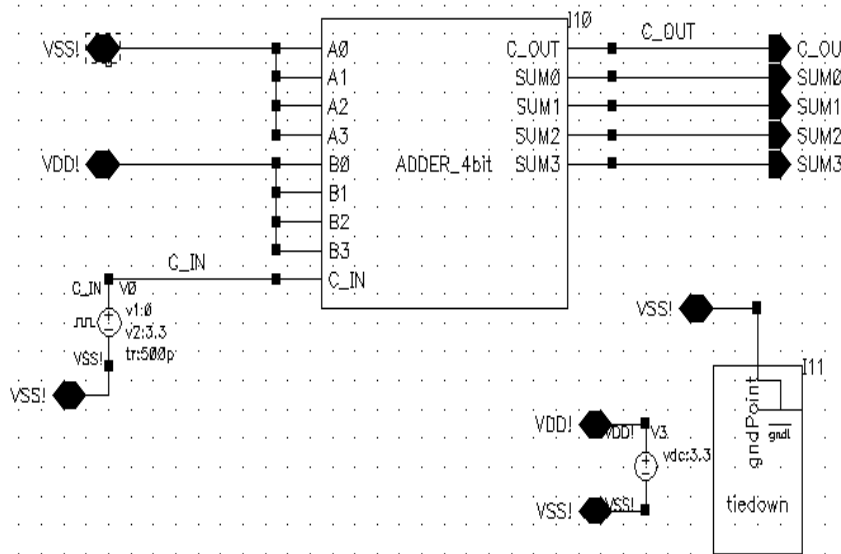 I10
VSS!
A0
C_OUT
C_OUT
C_OU
A1
SUM0
SUM0
A2
SUM1
SUM1
A3
SUM2
SUM2
VDD!
B0
ADDER_4bit
SUM3
SUM3
B1
B2
B3
C_IN
C_IN
C_IN
V0
v1:0
v2:3.3
tr:500p
VSS!
VSS!
VSS!
I11
gndPoint
gnd!
tiedown
VDD!
VDD!
V3
vdc:3.3
VSS!
VSS!